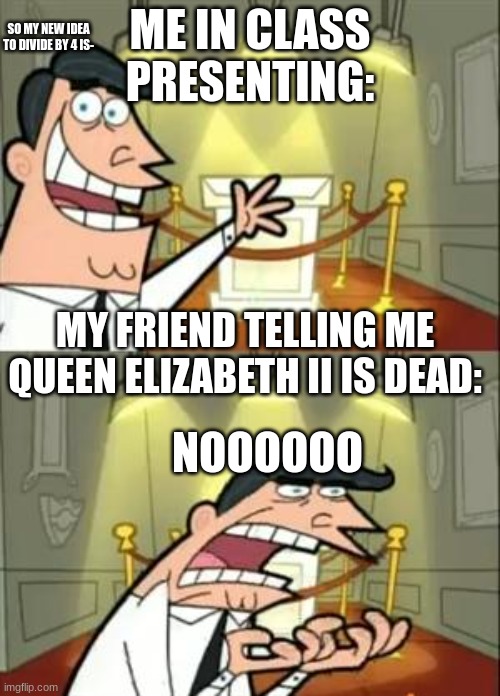 SO MY NEW IDEA
TO DIVIDE BY 4 IS-
ME IN CLASS
PRESENTING:
MY FRIEND TELLING ME
QUEEN ELIZABETH II IS DEAD:
NOOOOOO
imgflip.com